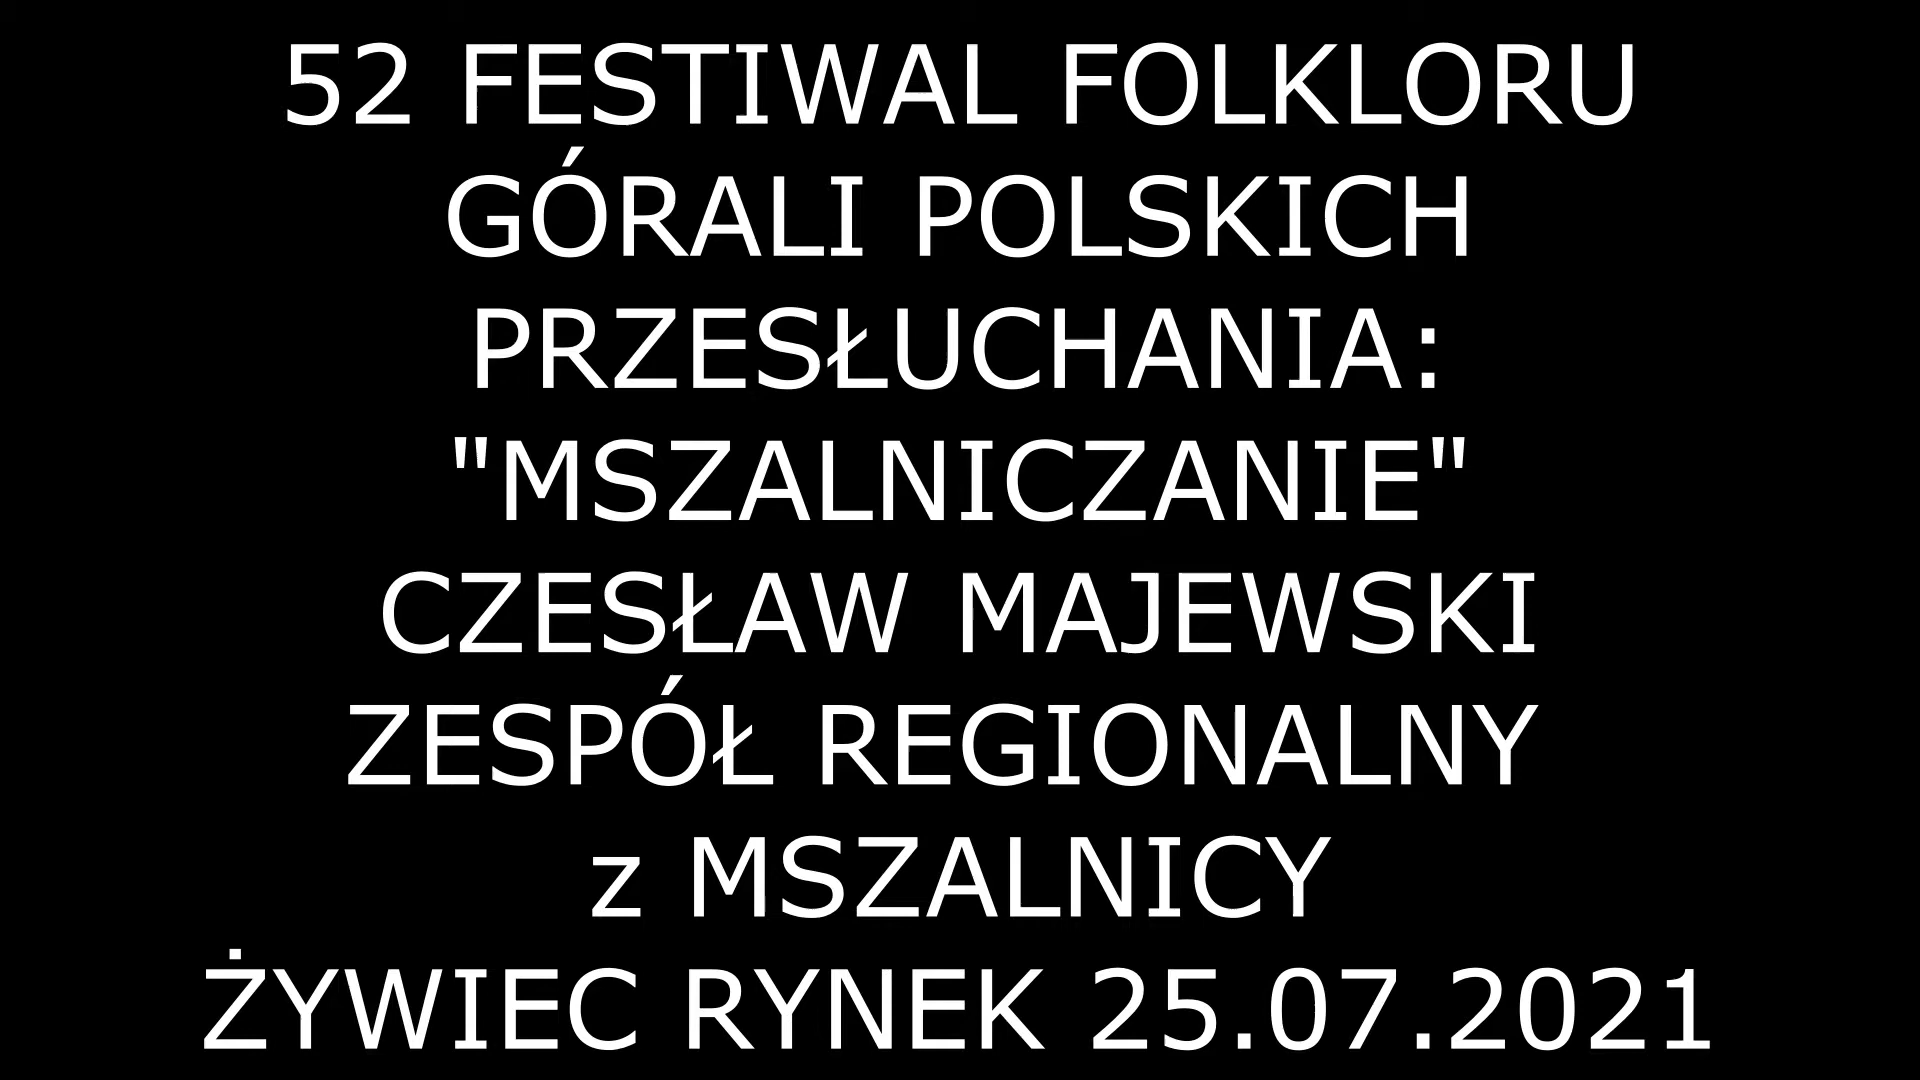 52 FESTIWAL FOLKLORU
GÓRALI POLSKICH
PRZESŁUCHANIA:
"MSZALNICZANIE"
CZESŁAW MAJEWSKI
ZESPÓŁ REGIONALNY
z MSZALNICY
ŻYWIEC RYNEK 25.07.2021